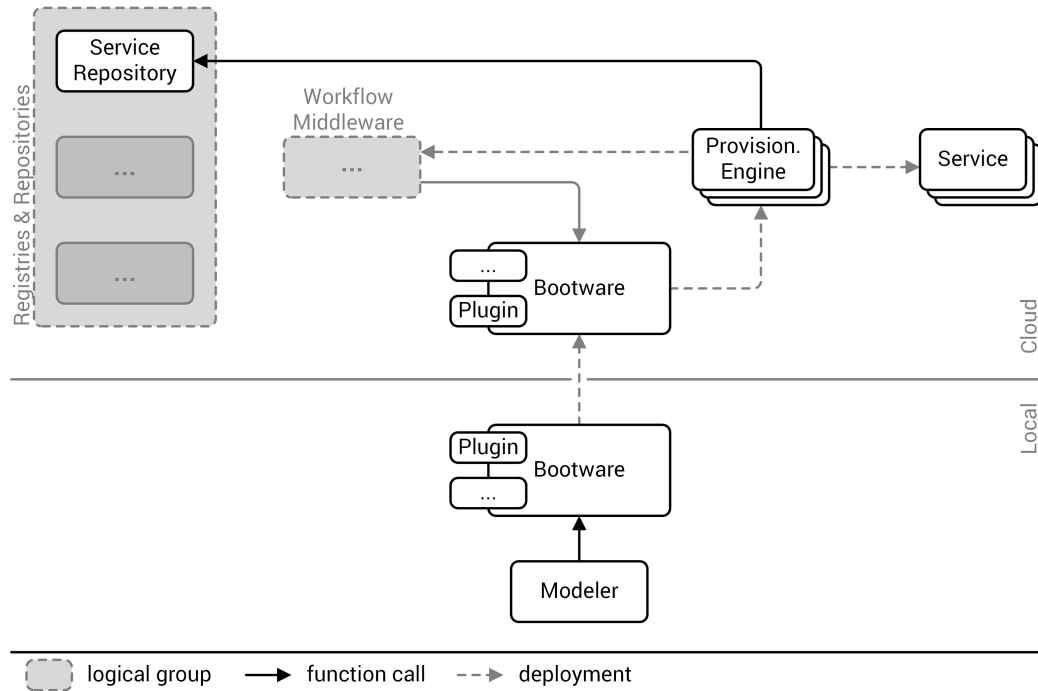 Service
Repository
...
...
Registries & Repositories
Workflow
Middleware
...
Provision.
Engine
Service
...
Bootware
Plugin
Cloud
Local
Plugin
Bootware
...
Modeler
logical group
function call
deployment